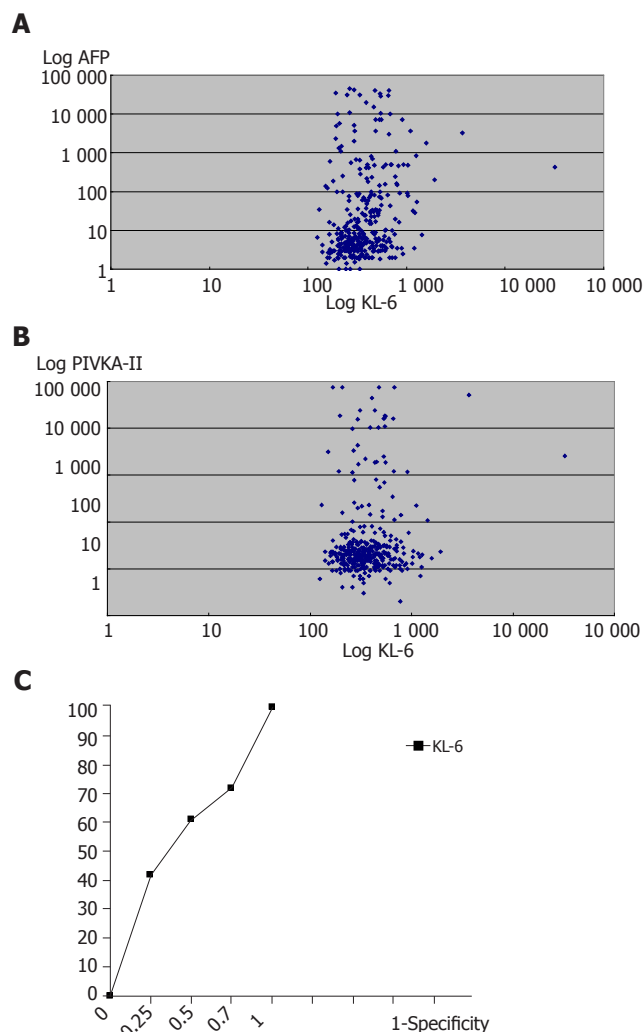 A
Log AFP
100 000
10 000
1 000
100
10
1
1 10 100 1 000 10 000 10 000
Log KL-6
B
Log PIVKA-II
100 000
10 000
1 000
100
10
1
1 10 100 1 000 10 000 10 000
Log KL-6
C
100
90
80
70
60
50
40
30
20
10
0
KL-6
0 0.25 0.5 0.7 1
1-Specificity